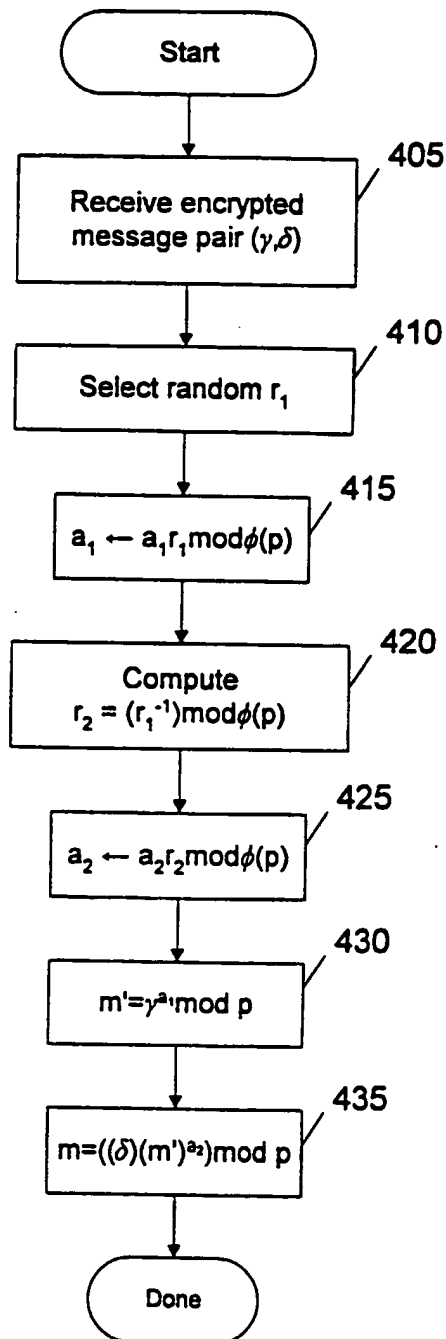 Start
405
Receive encrypted
message pair (γ,δ)
410
Select random r₁
415
a₁ ← a₁r₁modϕ(p)
420
Compute
r₂ = (r₁⁻¹)modϕ(p)
425
a₂ ← a₂r₂modϕ(p)
430
m'=γᵃ¹mod p
435
m=((δ)(m')ᵃ²)mod p
Done